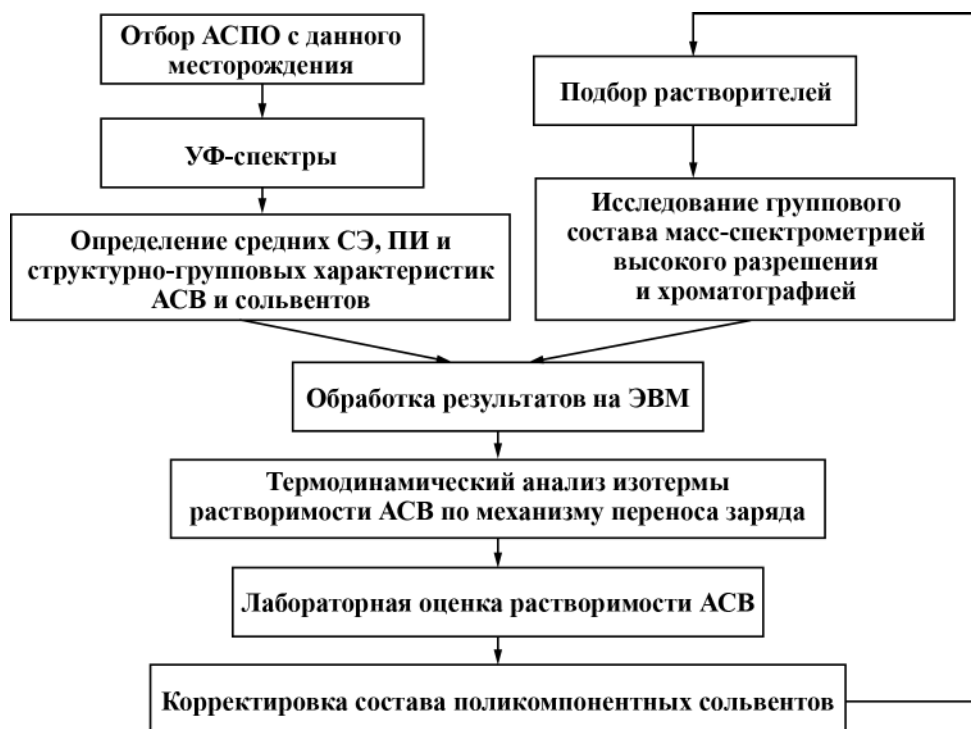 Отбор АСПО с данного
месторождения
УФ-спектры
Определение средних СЭ, ПИ и
структурно-групповых характеристик
АСВ и сольвентов
Подбор растворителей
Исследование группового
состава масс-спектрометрией
высокого разрешения
и хроматографией
Обработка результатов на ЭВМ
Термодинамический анализ изотермы
растворимости АСВ по механизму переноса заряда
Лабораторная оценка растворимости АСВ
Корректировка состава поликомпонентных сольвентов